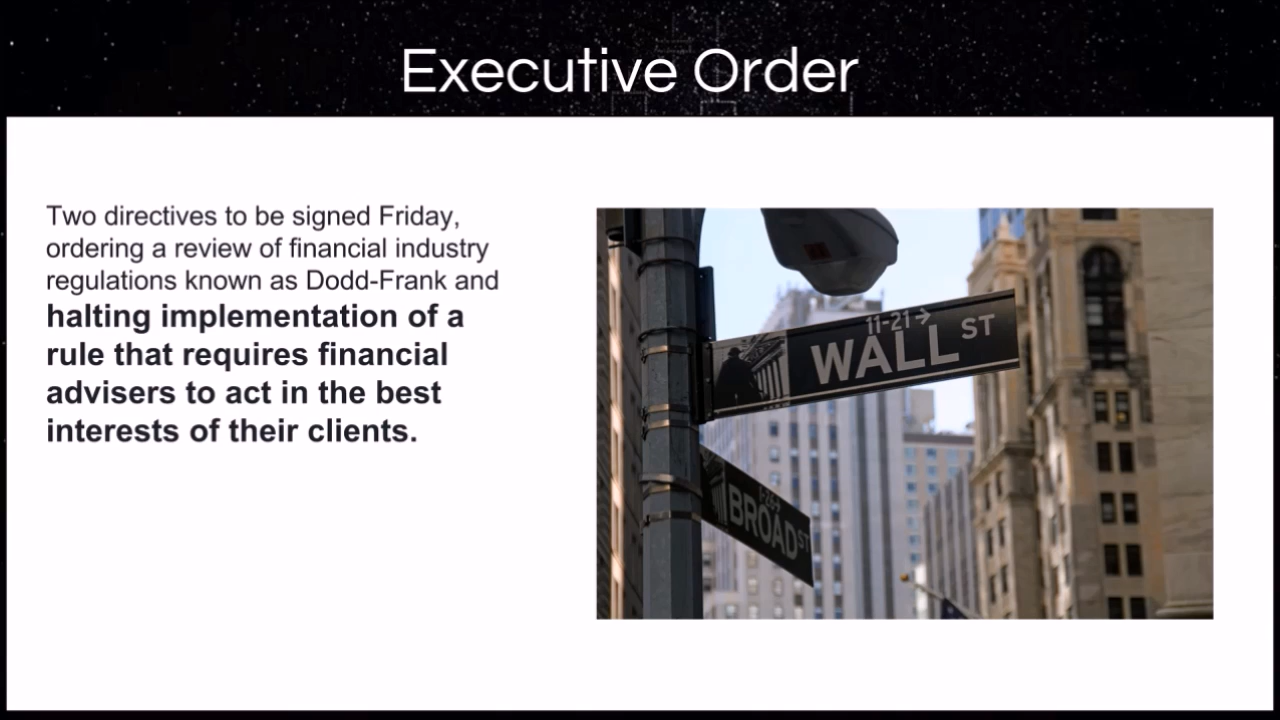 Executive Order
Two directives to be signed Friday,
ordering a review of financial industry
regulations known as Dodd-Frank and
halting implementation of a
rule that requires financial
advisers to act in the best
interests of their clients.
11-21→
WALL ST
BROAD ST